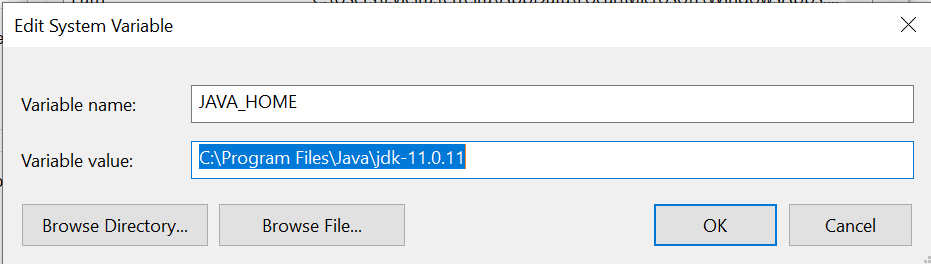 Edit System Variable
Variable name:
JAVA_HOME
Variable value:
C:\Program Files\Java\jdk-11.0.11
Browse Directory...
Browse File...
OK
Cancel